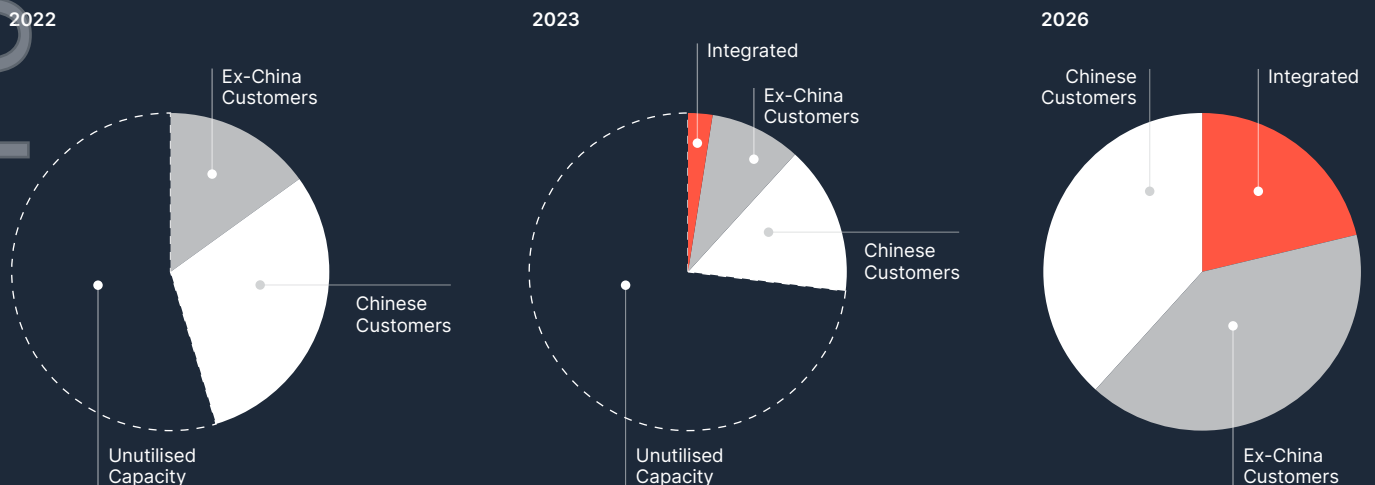 2022
Ex-China
Customers
Chinese
Customers
Unutilised
Capacity
2023
Integrated
Ex-China
Customers
Chinese
Customers
Unutilised
Capacity
2026
Chinese
Customers
Integrated
Ex-China
Customers